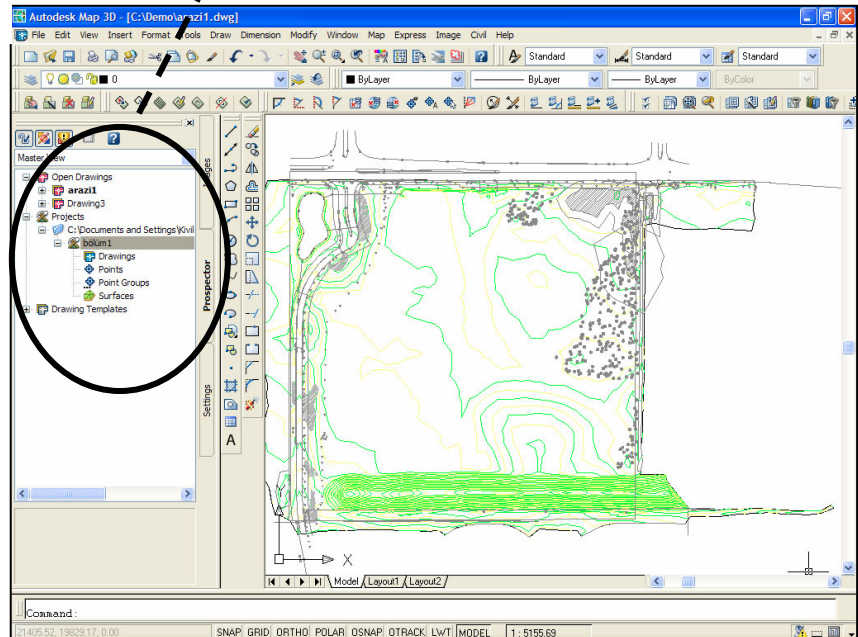 Autodesk Map 3D - [C:\Demo\arazi1.dwg]
File Edit View Insert Format Tools Draw Dimension Modify Window Map Express Image Civil Help
Standard Standard Standard
0 ByLayer ByLayer ByLayer ByColor
Master View
Open Drawings
arazi1
Drawing3
Projects
C:\Documents and Settings\Kivil
bölüm1
Drawings
Points
Point Groups
Surfaces
Drawing Templates
Prospector
Settings
A
X
Model Layout1 Layout2
Command:
21405.52, 19829.17, 0.00 SNAP GRID ORTHO POLAR OSNAP OTRACK LWT MODEL 1 : 5155.69